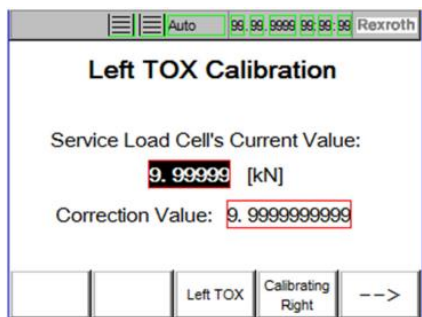 Auto 99.99.9999 99:99:99 Rexroth
Left TOX Calibration
Service Load Cell's Current Value:
9.99999 [kN]
Correction Value: 9.9999999999
Left TOX
Calibrating
Right
-->